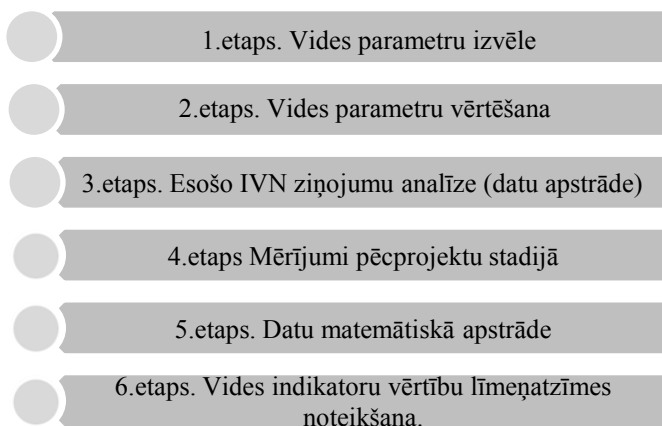 1.etaps. Vides parametru izvēle
2.etaps. Vides parametru vērtēšana
3.etaps. Esošo IVN ziņojumu analīze (datu apstrāde)
4.etaps Mērījumi pēcprojektu stadijā
5.etaps. Datu matemātiskā apstrāde
6.etaps. Vides indikatoru vērtību līmeņatzīmes
noteikšana.